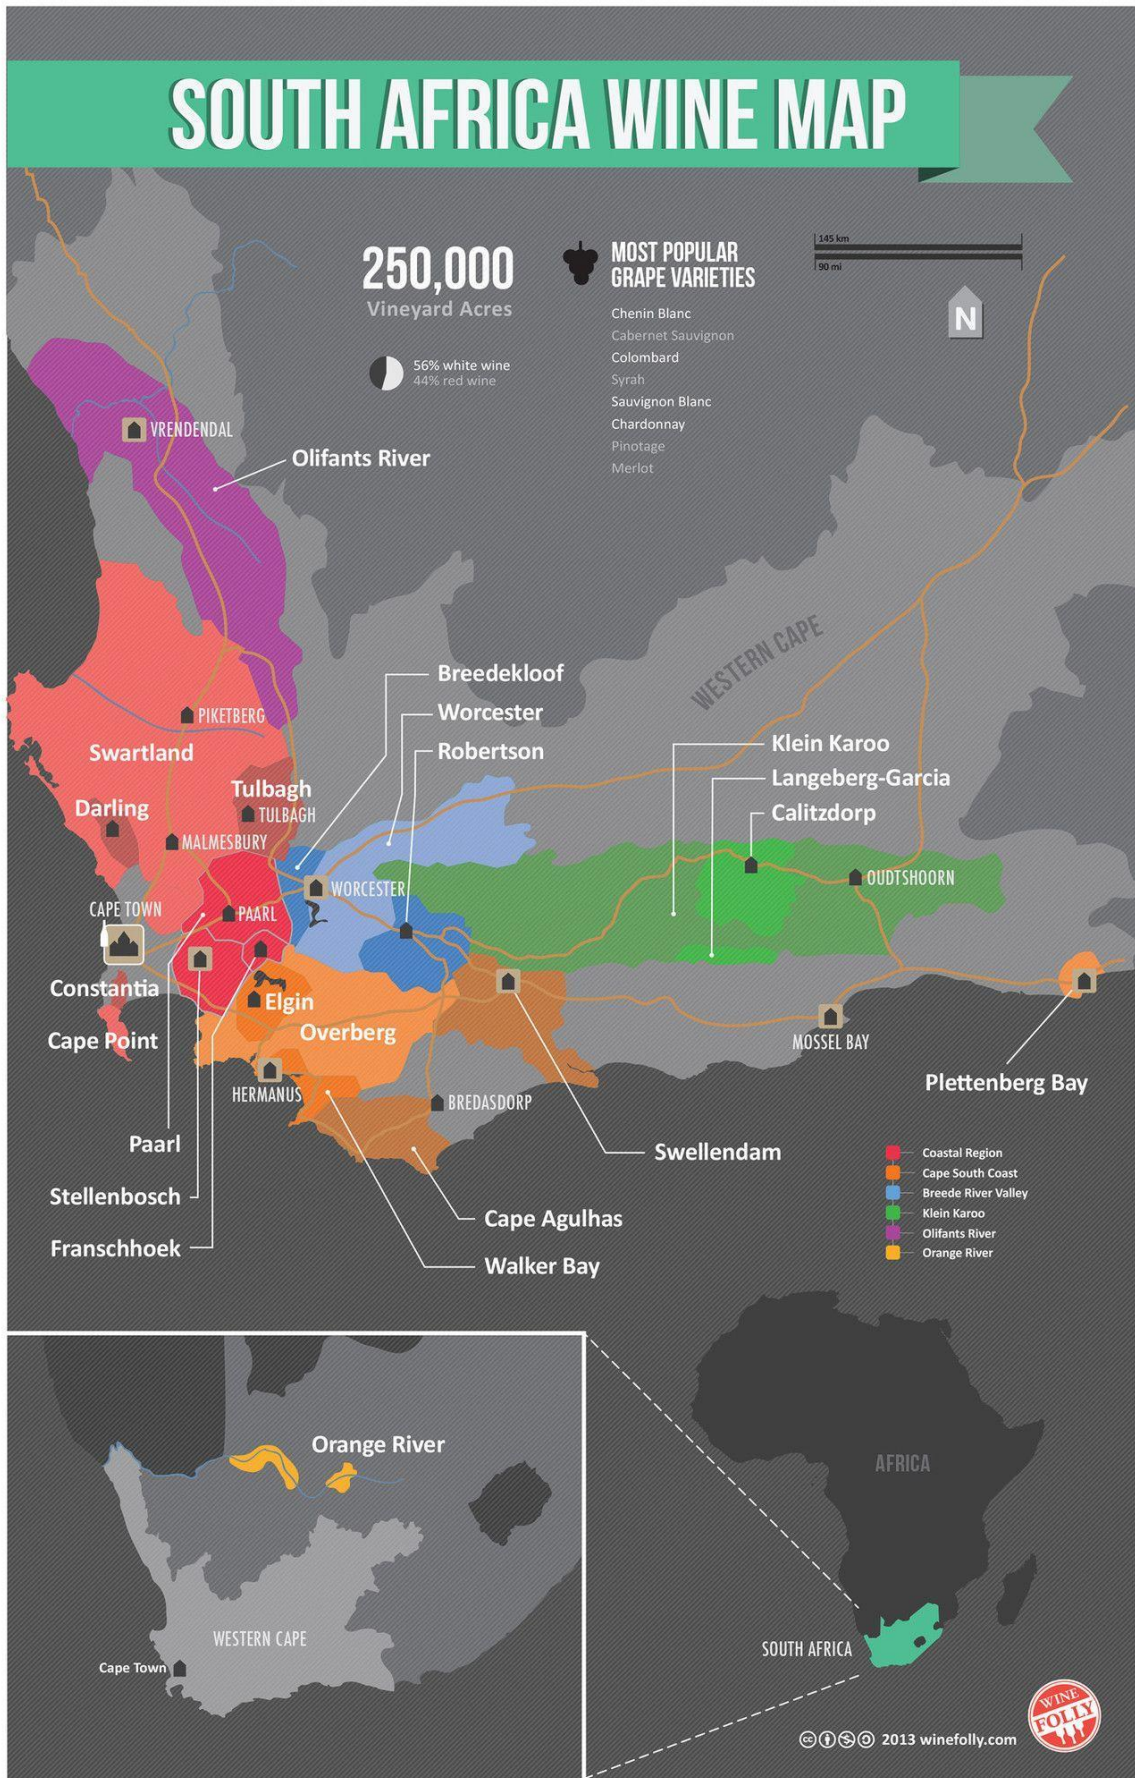 SOUTH AFRICA WINE MAP
250,000
Vineyard Acres
56% white wine
44% red wine
MOST POPULAR
GRAPE VARIETIES
Chenin Blanc
Cabernet Sauvignon
Colombard
Syrah
Sauvignon Blanc
Chardonnay
Pinotage
Merlot
145 km
90 mi
N
VRENDENDAL
Olifants River
WESTERN CAPE
Breedekloof
Worcester
Robertson
PIKETBERG
Swartland
Klein Karoo
Langeberg-Garcia
Calitzdorp
Tulbagh
TULBAGH
Darling
MALMESBURY
WORCESTER
OUDTSHOORN
CAPE TOWN
PAARL
Constantia
Elgin
Cape Point
Overberg
MOSSEL BAY
HERMANUS
BREDASDORP
Plettenberg Bay
Paarl
Swellendam
Stellenbosch
Cape Agulhas
Franschhoek
Walker Bay
Coastal Region
Cape South Coast
Breede River Valley
Klein Karoo
Olifants River
Orange River
Orange River
WESTERN CAPE
Cape Town
AFRICA
SOUTH AFRICA
WINE
FOLLY
cc 2013 winefolly.com